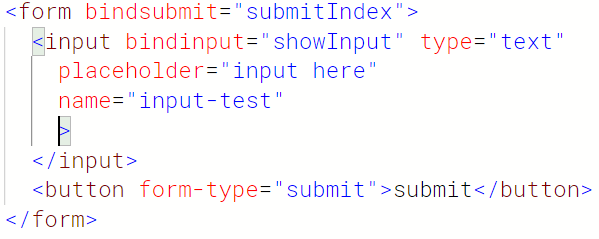 <form bindsubmit="submitIndex">
  <input bindinput="showInput" type="text"
    placeholder="input here"
    name="input-test"
    >
  </input>
  <button form-type="submit">submit</button>
</form>